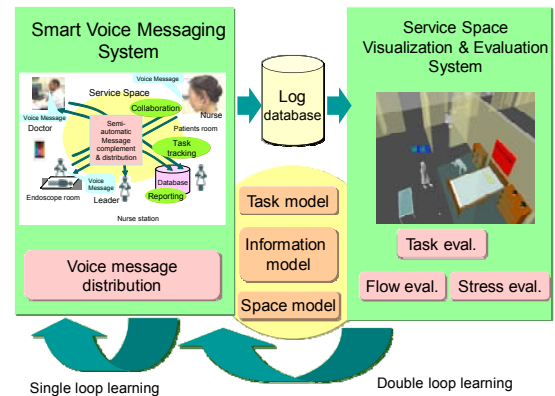 Smart Voice Messaging
System
Voice Message
Service Space
Collaboration
Voice Message
Doctor
Nurse
Patients room
Semi-
automatic
Message
complement
& distribution
Task
tracking
Voice
Message
Database
Reporting
Endoscope room
Leader
Nurse station
Voice message
distribution
Log
database
Task model
Information
model
Space model
Service Space
Visualization & Evaluation
System
Task eval.
Flow eval.
Stress eval.
Single loop learning
Double loop learning